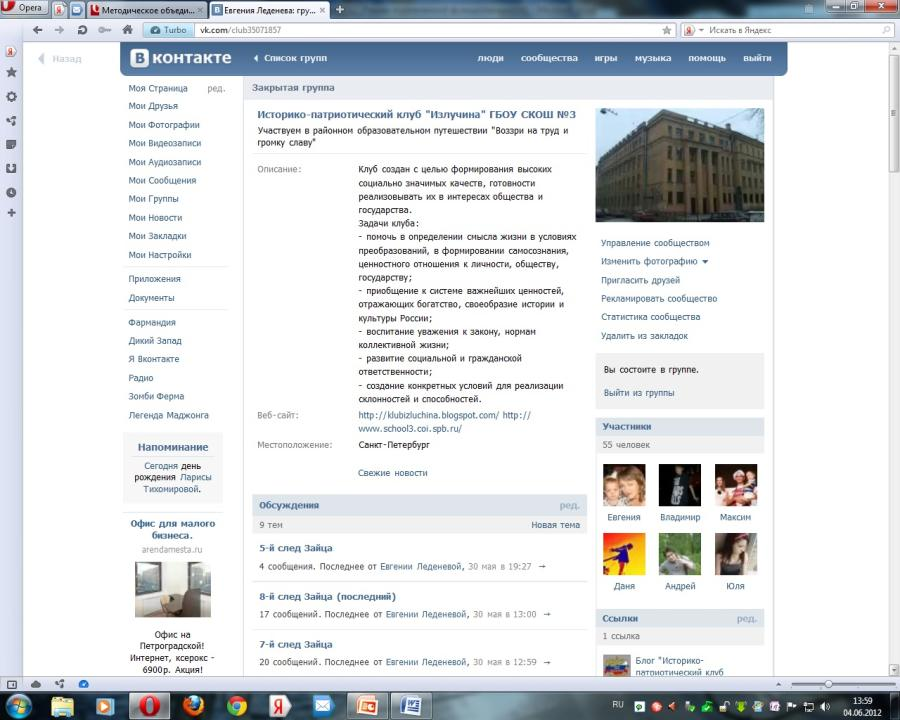 Opera
Методическое объеди...
Евгения Леденева: гру...
Turbo
vk.com/club35071857
Искать в Яндекс
Назад
В контакте
Список групп
люди
сообщества
игры
музыка
помощь
выйти
Моя Страница ред.
Мои Друзья
Мои Фотографии
Мои Видеозаписи
Мои Аудиозаписи
Мои Сообщения
Мои Группы
Мои Новости
Мои Закладки
Мои Настройки
Приложения
Документы
Фармандия
Дикий Запад
Я Вконтакте
Радио
Зомби Ферма
Легенда Маджонга
Напоминание
Сегодня день
рождения Ларисы
Тихомировой.
Офис для малого
бизнеса.
arendamesta.ru
Офис на
Петроградской!
Интернет, ксерокс -
6900р. Акция!
Закрытая группа
Историко-патриотический клуб "Излучина" ГБОУ СКОШ №3
Участвуем в районном образовательном путешествии "Воззри на труд и
громку славу"
Описание:
Клуб создан с целью формирования высоких
социально значимых качеств, готовности
реализовывать их в интересах общества и
государства.
Задачи клуба:
- помочь в определении смысла жизни в условиях
преобразований, в формировании самосознания,
ценностного отношения к личности, обществу,
государству;
- приобщение к системе важнейших ценностей,
отражающих богатство, своеобразие истории и
культуры России;
- воспитание уважения к закону, нормам
коллективной жизни;
- развитие социальной и гражданской
ответственности;
- создание конкретных условий для реализации
склонностей и способностей.
Веб-сайт:
http://klubizluchina.blogspot.com/ http://
www.school3.coi.spb.ru/
Местоположение:
Санкт-Петербург
Свежие новости
Обсуждения ред.
9 тем Новая тема
5-й след Зайца
4 сообщения. Последнее от Евгении Леденевой, 30 мая в 19:27 →
8-й след Зайца (последний)
17 сообщений. Последнее от Евгении Леденевой, 30 мая в 13:00 →
7-й след Зайца
20 сообщений. Последнее от Евгении Леденевой, 30 мая в 12:59 →
Управление сообществом
Изменить фотографию
Пригласить друзей
Рекламировать сообщество
Статистика сообщества
Удалить из закладок
Вы состоите в группе.
Выйти из группы
Участники
55 человек
Евгения Владимир Максим
Даня Андрей Юля
Ссылки ред.
1 ссылка
Блог "Историко-
патриотический клуб
RU
13:59
04.06.2012